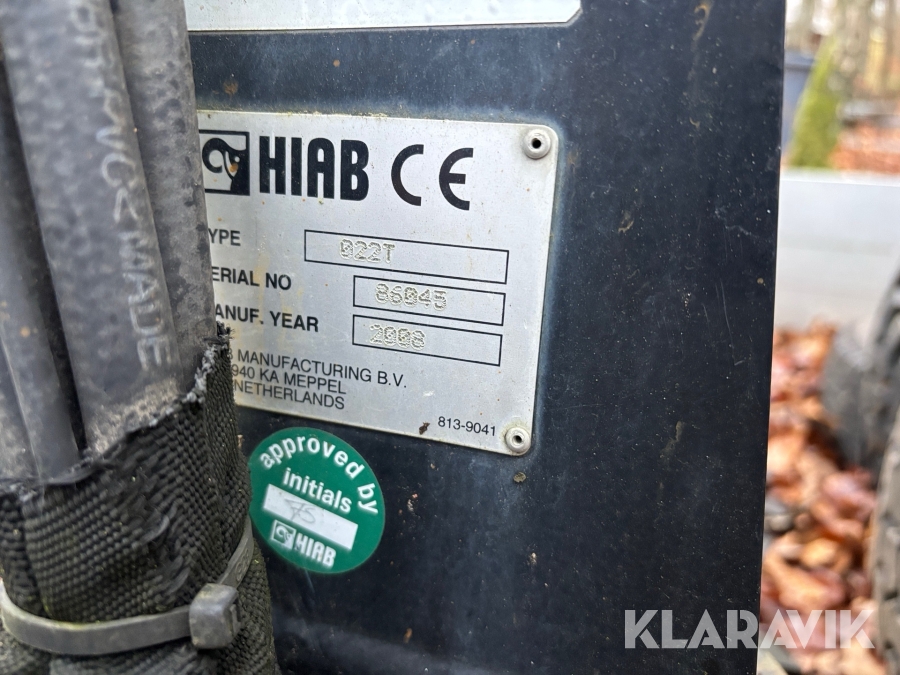 HIAB CE
YPE 022T
ERIAL NO 86045
ANUF. YEAR 2008
B MANUFACTURING B.V.
940 KA MEPPEL
NETHERLANDS
813-9041
approved by
initials
HIAB
MADE
KLARAVIK